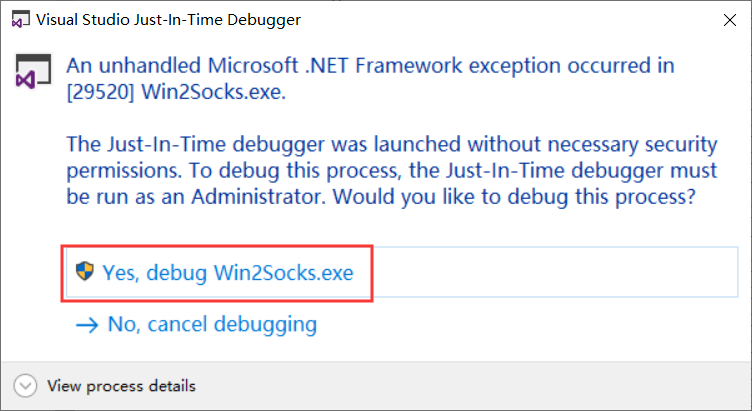 Visual Studio Just-In-Time Debugger
An unhandled Microsoft .NET Framework exception occurred in
[29520] Win2Socks.exe.
The Just-In-Time debugger was launched without necessary security
permissions. To debug this process, the Just-In-Time debugger must
be run as an Administrator. Would you like to debug this process?
Yes, debug Win2Socks.exe
No, cancel debugging
View process details